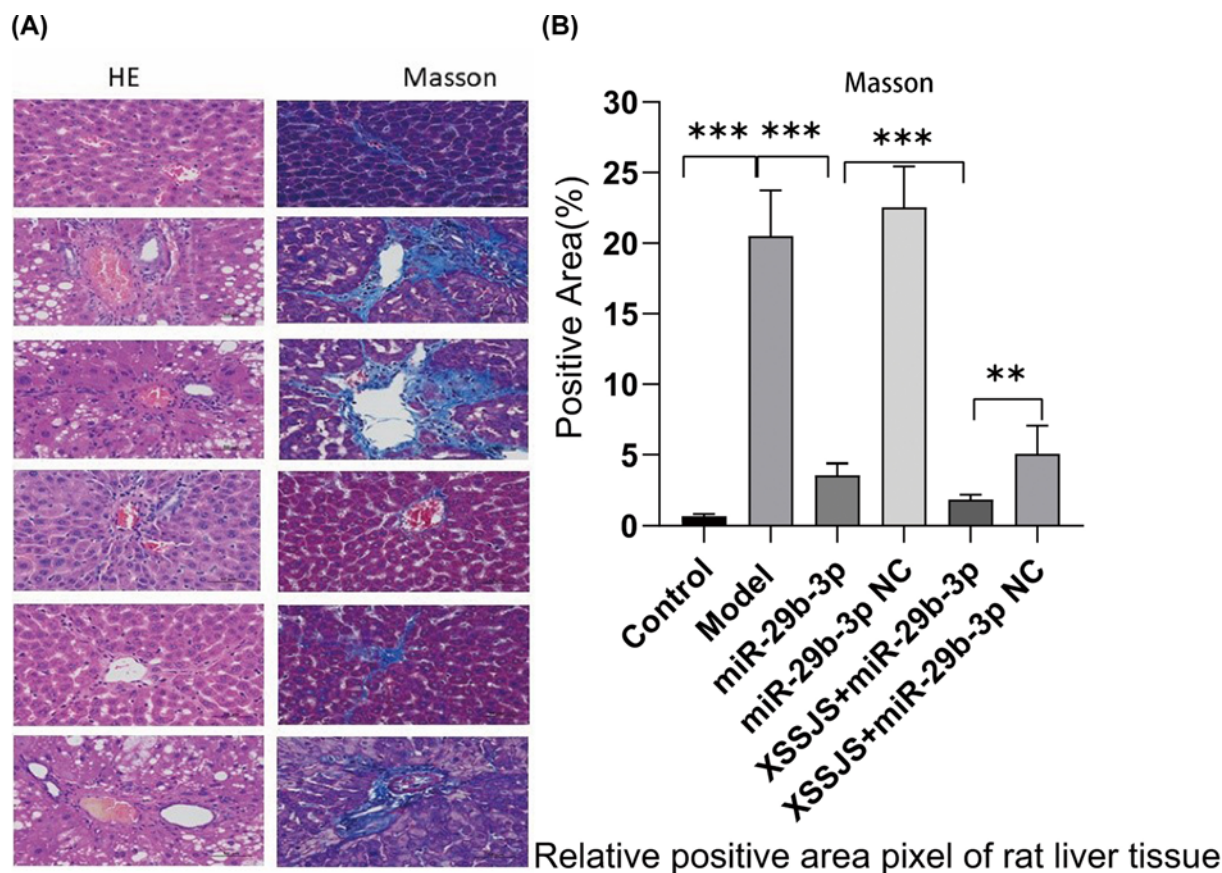 (A)
HE
Masson
(B)
Masson
Positive Area(%)
30
25
20
15
10
5
0
***
***
***
**
Control
Model
miR-29b-3p
miR-29b-3p NC
XSSJS+miR-29b-3p
XSSJS+miR-29b-3p NC
Relative positive area pixel of rat liver tissue